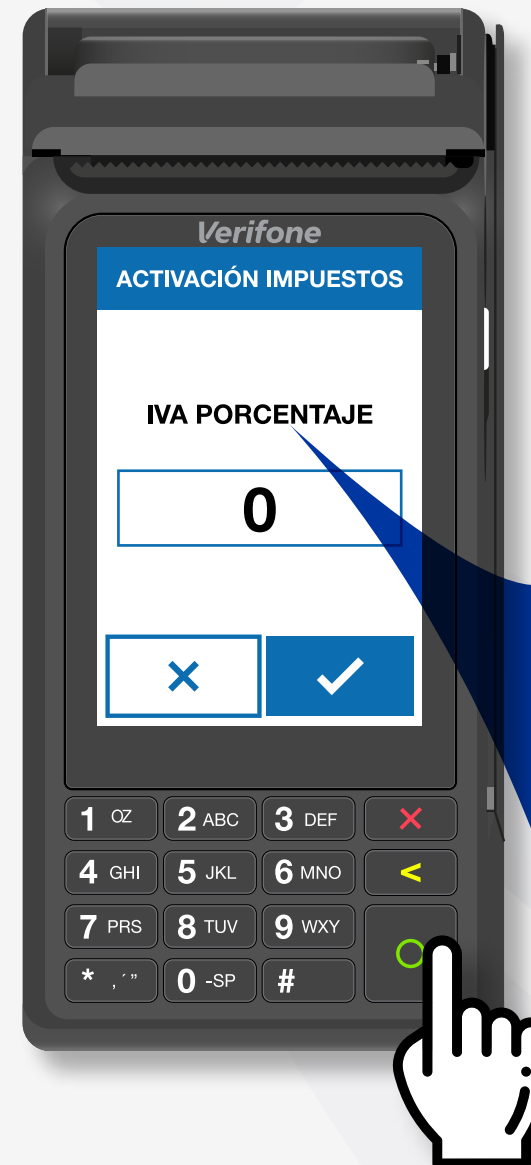 Verifone
ACTIVACIÓN IMPUESTOS
IVA PORCENTAJE
0
1 OZ 2 ABC 3 DEF
4 GHI 5 JKL 6 MNO <
7 PRS 8 TUV 9 WXY
* ,´" 0 -SP #